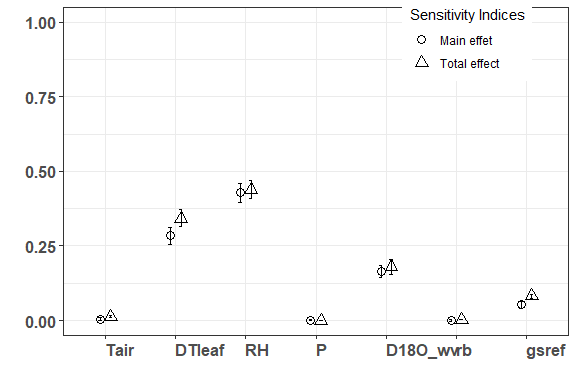 Sensitivity Indices
Main effet
Total effect
1.00
0.75
0.50
0.25
0.00
Tair DTleaf RH P D18O_wvrb gsref